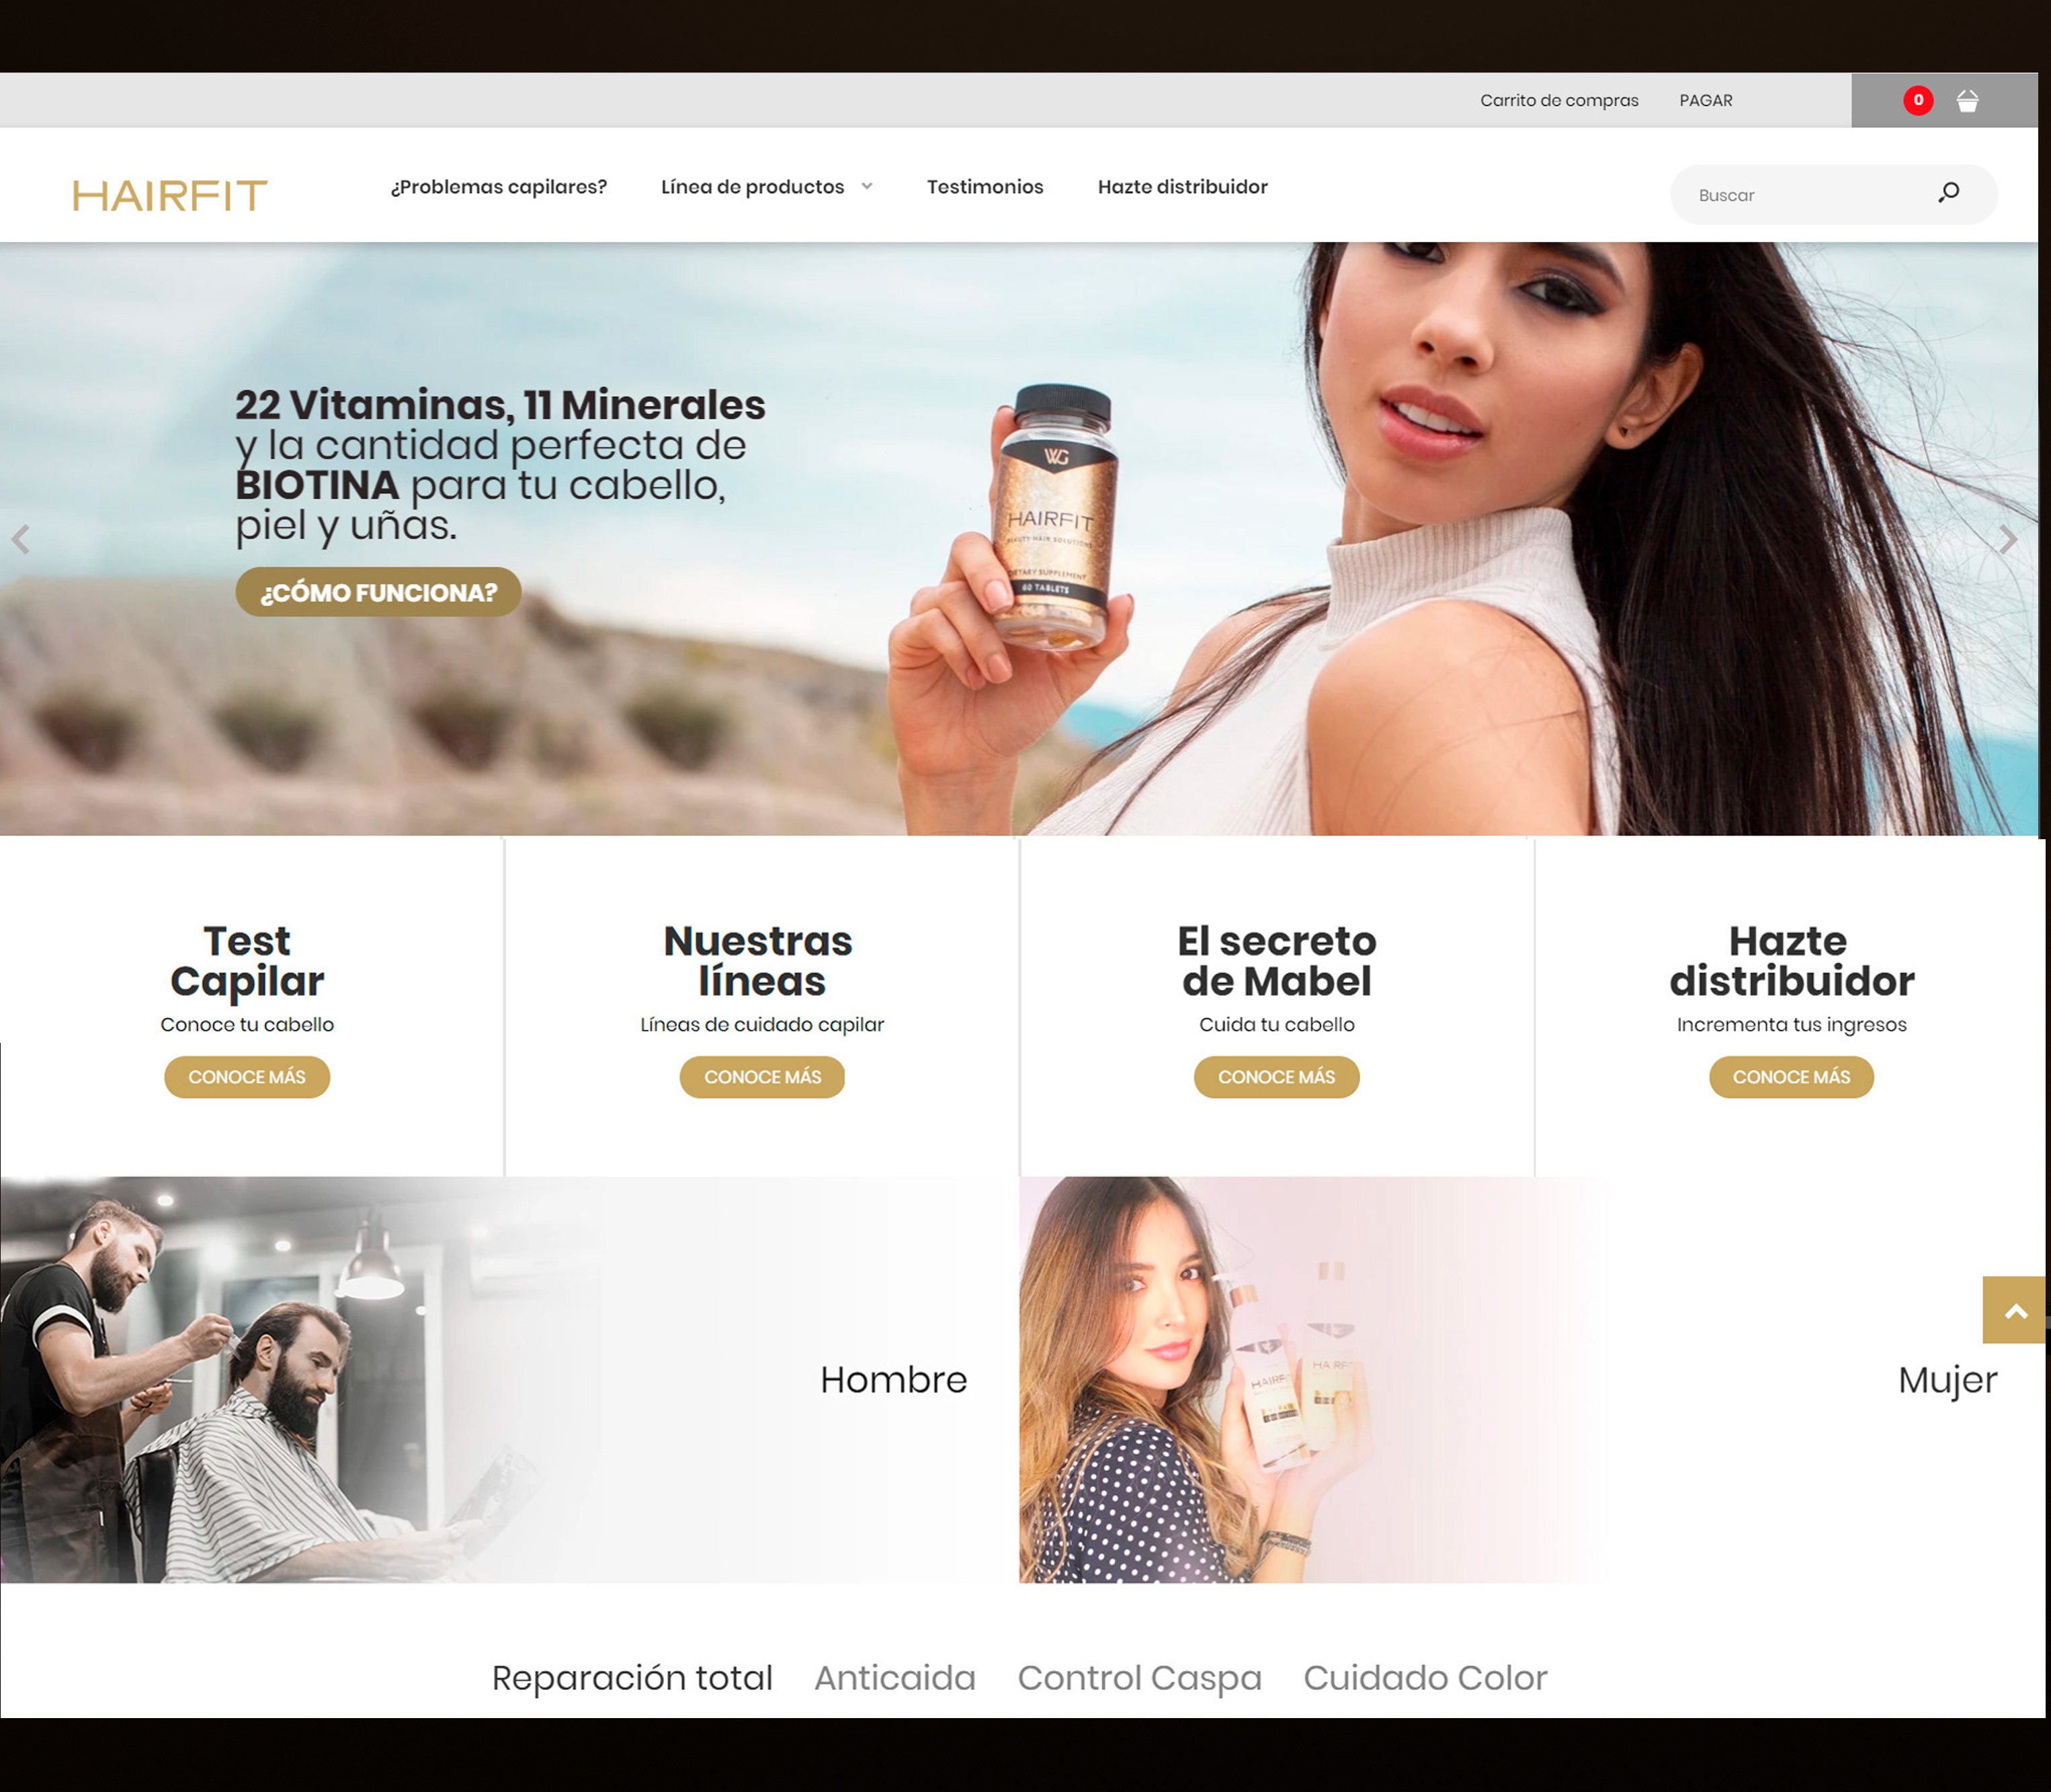 Carrito de compras PAGAR 0
HAIRFIT ¿Problemas capilares? Línea de productos Testimonios Hazte distribuidor Buscar
22 Vitaminas, 11 Minerales
y la cantidad perfecta de
BIOTINA para tu cabello,
piel y uñas.
¿CÓMO FUNCIONA?
WG
HAIRFIT
BEAUTY HAIR SOLUTIONS
DIETARY SUPPLEMENT
60 TABLETS
Test
Capilar
Conoce tu cabello
CONOCE MÁS
Nuestras
líneas
Líneas de cuidado capilar
CONOCE MÁS
El secreto
de Mabel
Cuida tu cabello
CONOCE MÁS
Hazte
distribuidor
Incrementa tus ingresos
CONOCE MÁS
Hombre
Mujer
Reparación total Anticaida Control Caspa Cuidado Color